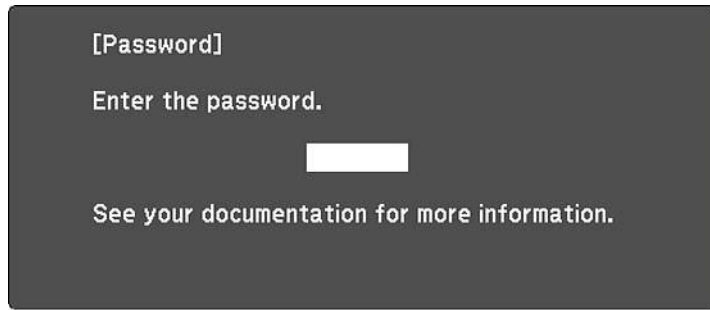 [Password]
Enter the password.
See your documentation for more information.